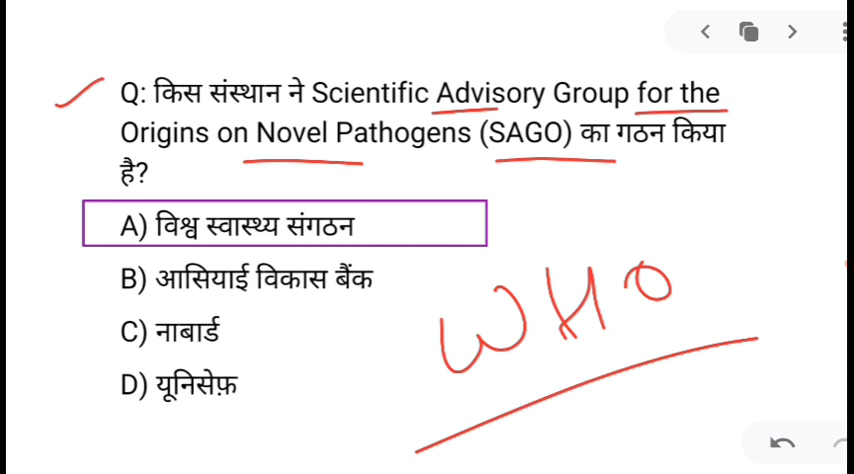 Q: किस संस्थान ने Scientific Advisory Group for the
Origins on Novel Pathogens (SAGO) का गठन किया
है?
A) विश्व स्वास्थ्य संगठन
B) आसियाई विकास बैंक
C) नाबार्ड
D) यूनिसेफ़
WHO